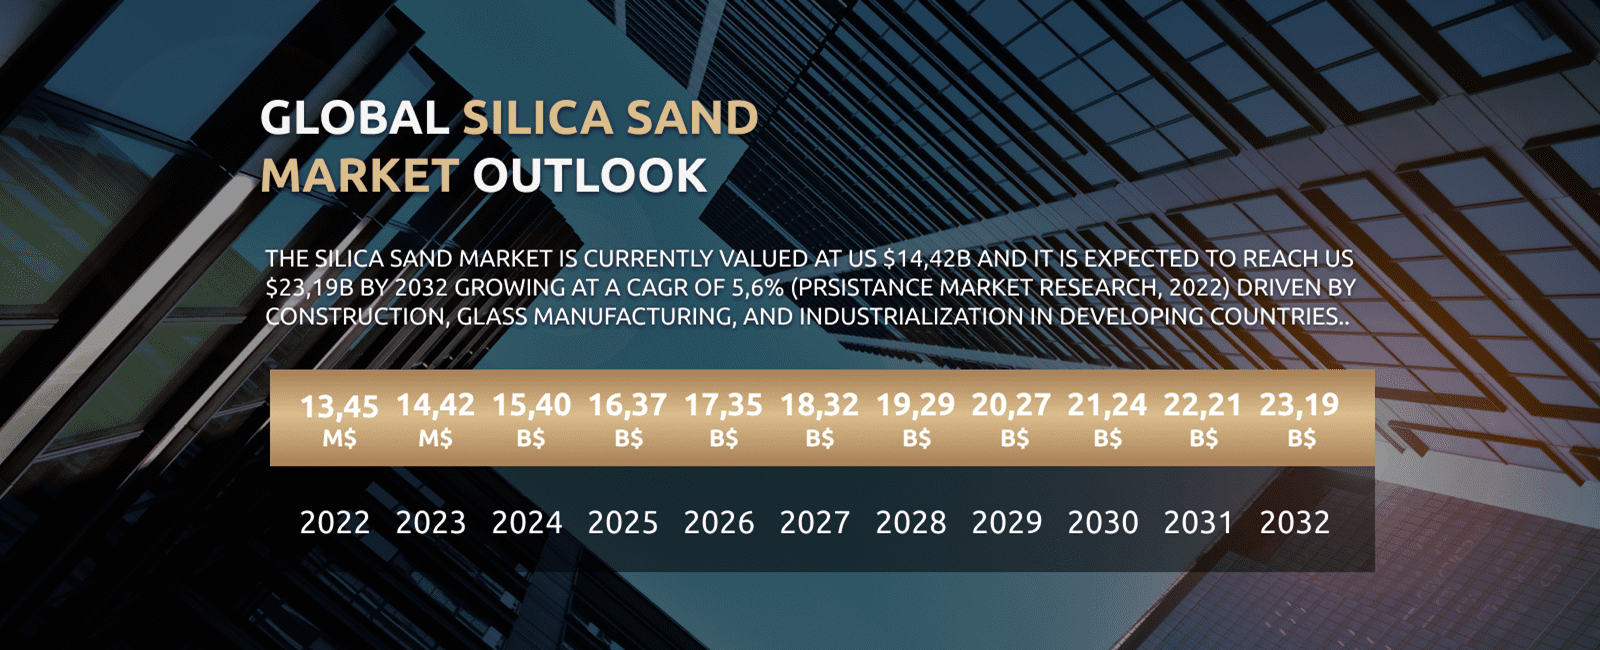 GLOBAL SILICA SAND
MARKET OUTLOOK
THE SILICA SAND MARKET IS CURRENTLY VALUED AT US $14,42B AND IT IS EXPECTED TO REACH US
$23,19B BY 2032 GROWING AT A CAGR OF 5,6% (PRSISTANCE MARKET RESEARCH, 2022) DRIVEN BY
CONSTRUCTION, GLASS MANUFACTURING, AND INDUSTRIALIZATION IN DEVELOPING COUNTRIES..
13,45 14,42 15,40 16,37 17,35 18,32 19,29 20,27 21,24 22,21 23,19
M$ M$ B$ B$ B$ B$ B$ B$ B$ B$ B$
2022 2023 2024 2025 2026 2027 2028 2029 2030 2031 2032